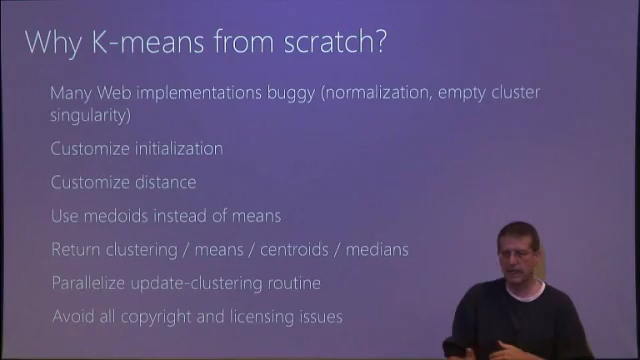 Why K-means from scratch?
Many Web implementations buggy (normalization, empty cluster
singularity)
Customize initialization
Customize distance
Use medoids instead of means
Return clustering / means / centroids / medians
Parallelize update-clustering routine
Avoid all copyright and licensing issues